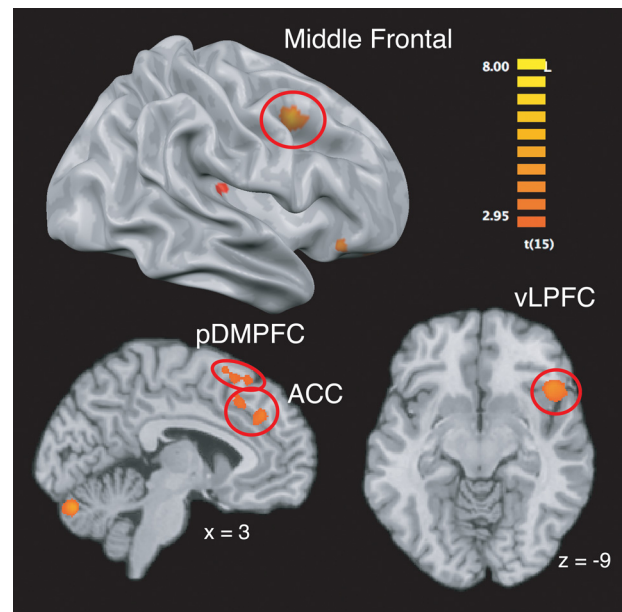 Middle Frontal
8.00
L
2.95
t(15)
vLPFC
pDMPFC
ACC
x = 3
z = -9